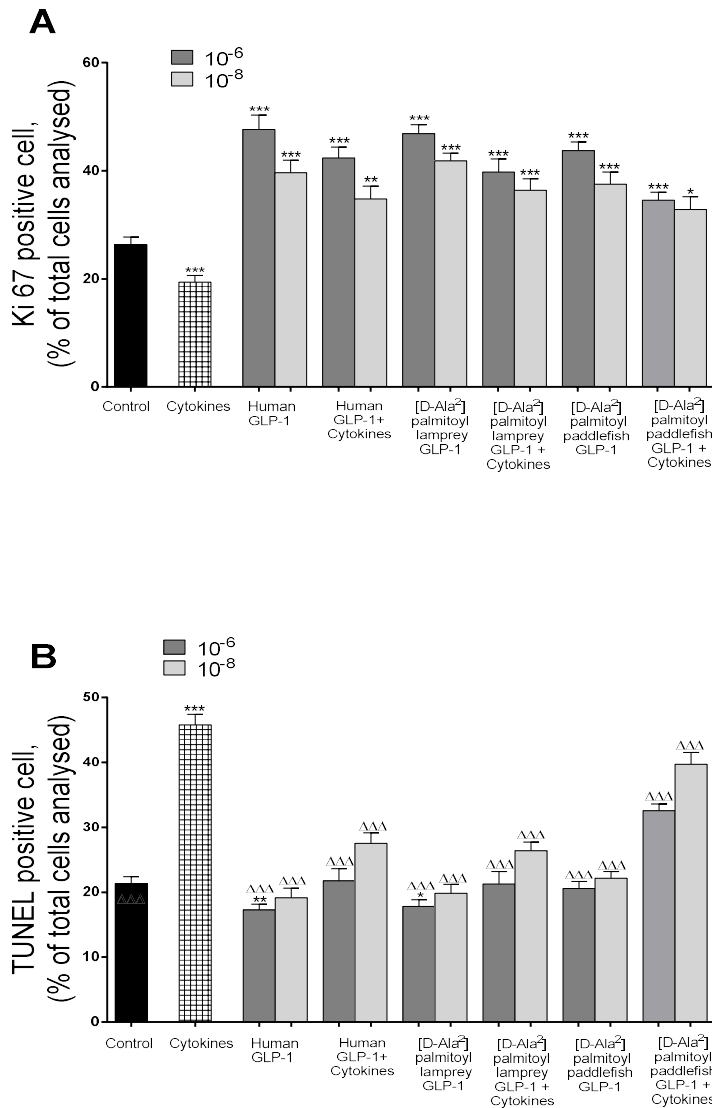 A
10-6
10-8
Ki 67 positive cell,
(% of total cells analysed)
60
40
20
0
***
***
***
***
**
***
***
***
***
***
***
***
*
Control
Cytokines
Human
GLP-1
Human
GLP-1+
Cytokines
[D-Ala2]
palmitoyl
lamprey
GLP-1
[D-Ala2]
palmitoyl
lamprey
GLP-1 +
Cytokines
[D-Ala2]
palmitoyl
paddlefish
GLP-1
[D-Ala2]
palmitoyl
paddlefish
GLP-1 +
Cytokines
B
10-6
10-8
TUNEL positive cell,
(% of total cells analysed)
50
40
30
20
10
0
ΔΔΔ
***
ΔΔΔ
**
ΔΔΔ
ΔΔΔ
ΔΔΔ
ΔΔΔ
*
ΔΔΔ
ΔΔΔ
ΔΔΔ
ΔΔΔ
ΔΔΔ
ΔΔΔ
ΔΔΔ
Control
Cytokines
Human
GLP-1
Human
GLP-1+
Cytokines
[D-Ala2]
palmitoyl
lamprey
GLP-1
[D-Ala2]
palmitoyl
lamprey
GLP-1 +
Cytokines
[D-Ala2]
palmitoyl
paddlefish
GLP-1
[D-Ala2]
palmitoyl
paddlefish
GLP-1 +
Cytokines